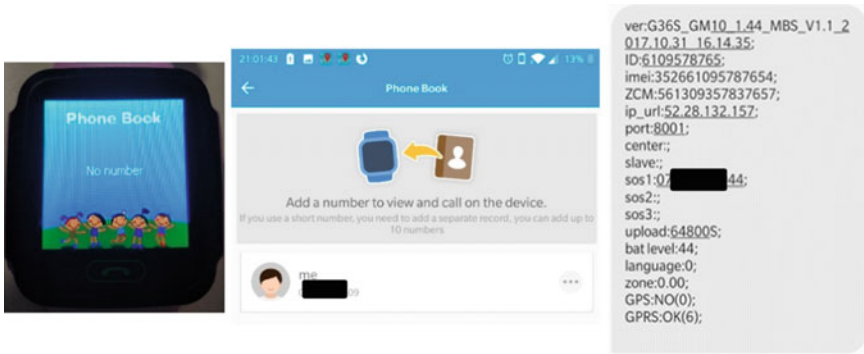 Phone Book
No number
21:01:43
13%
Phone Book
Add a number to view and call on the device.
If you use a short number, you need to add a separate record, you can add up to
10 numbers
me
09
ver:G36S_GM10_1.44_MBS_V1.1_2
017.10.31_16.14.35;
ID:6109578765;
imei:352661095787654;
ZCM:561309357837657;
ip_url:52.28.132.157;
port:8001;
center:;
slave:;
sos1:07 44;
sos2:;
sos3:;
upload:64800S;
bat level:44;
language:0;
zone:0.00;
GPS:NO(0);
GPRS:OK(6);